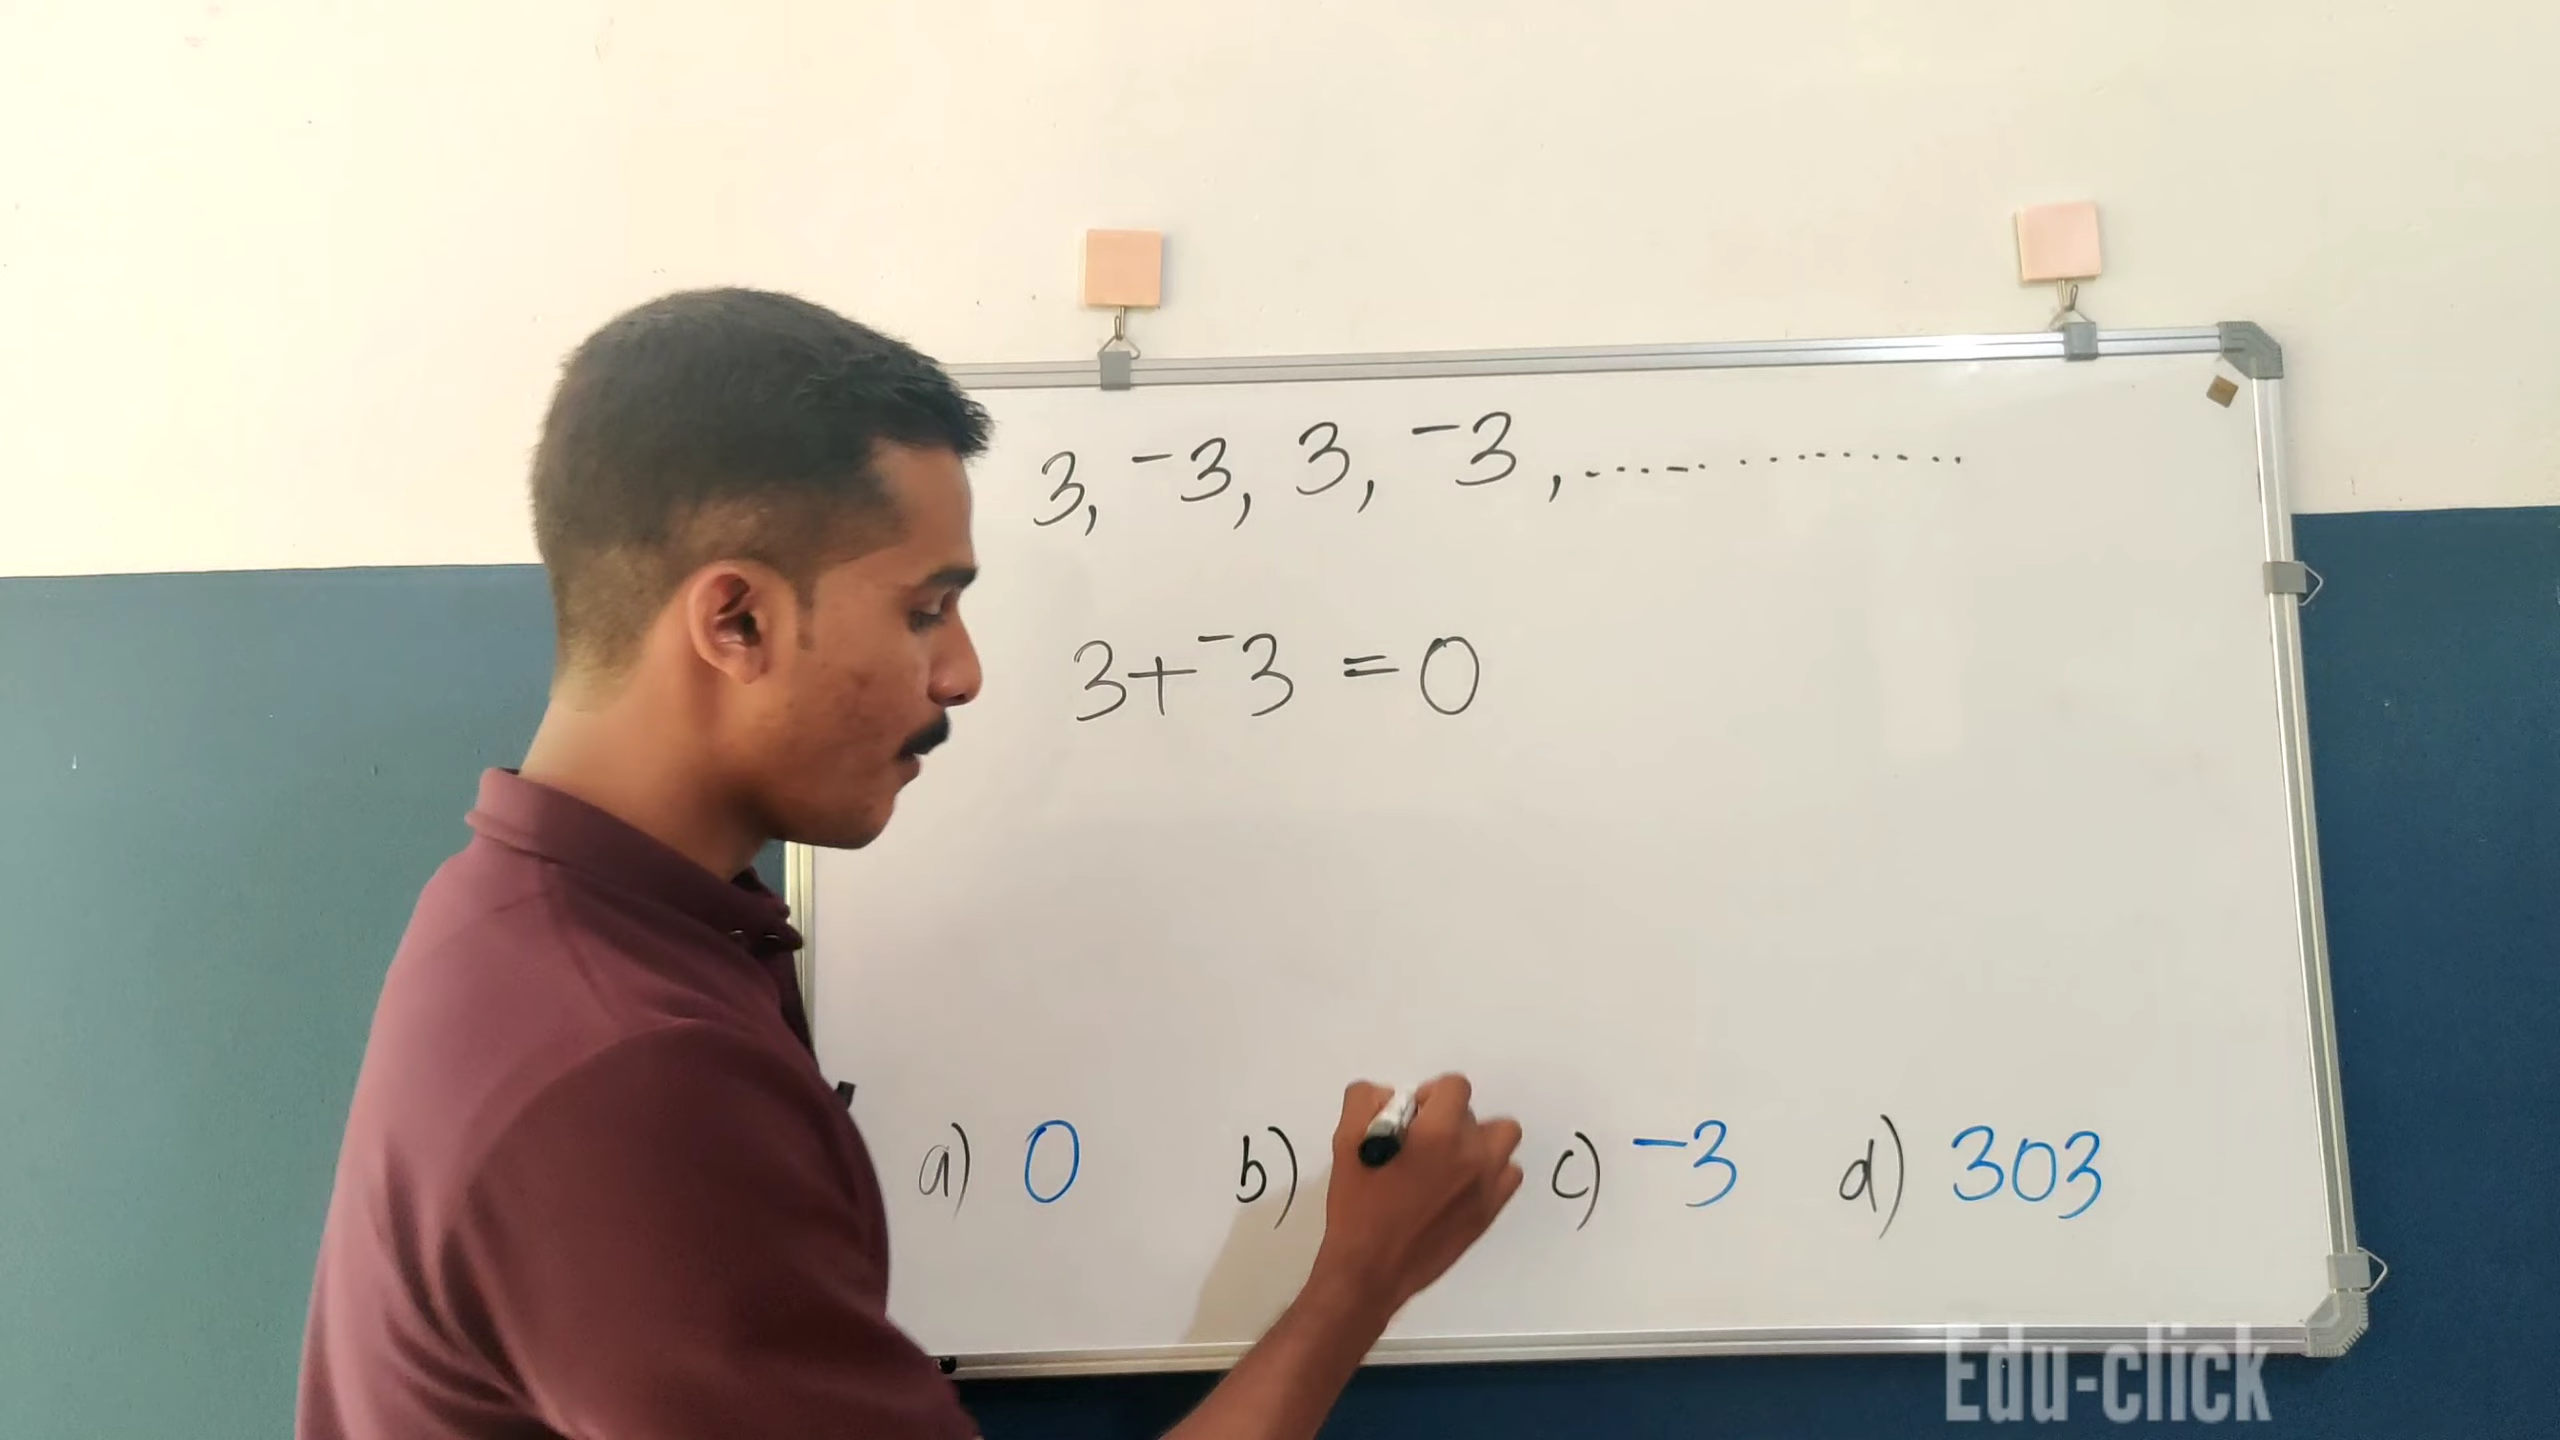 3, -3, 3, -3, ..................
3 + -3 = 0
a) 0 b) c) -3 d) 303
Edu-click